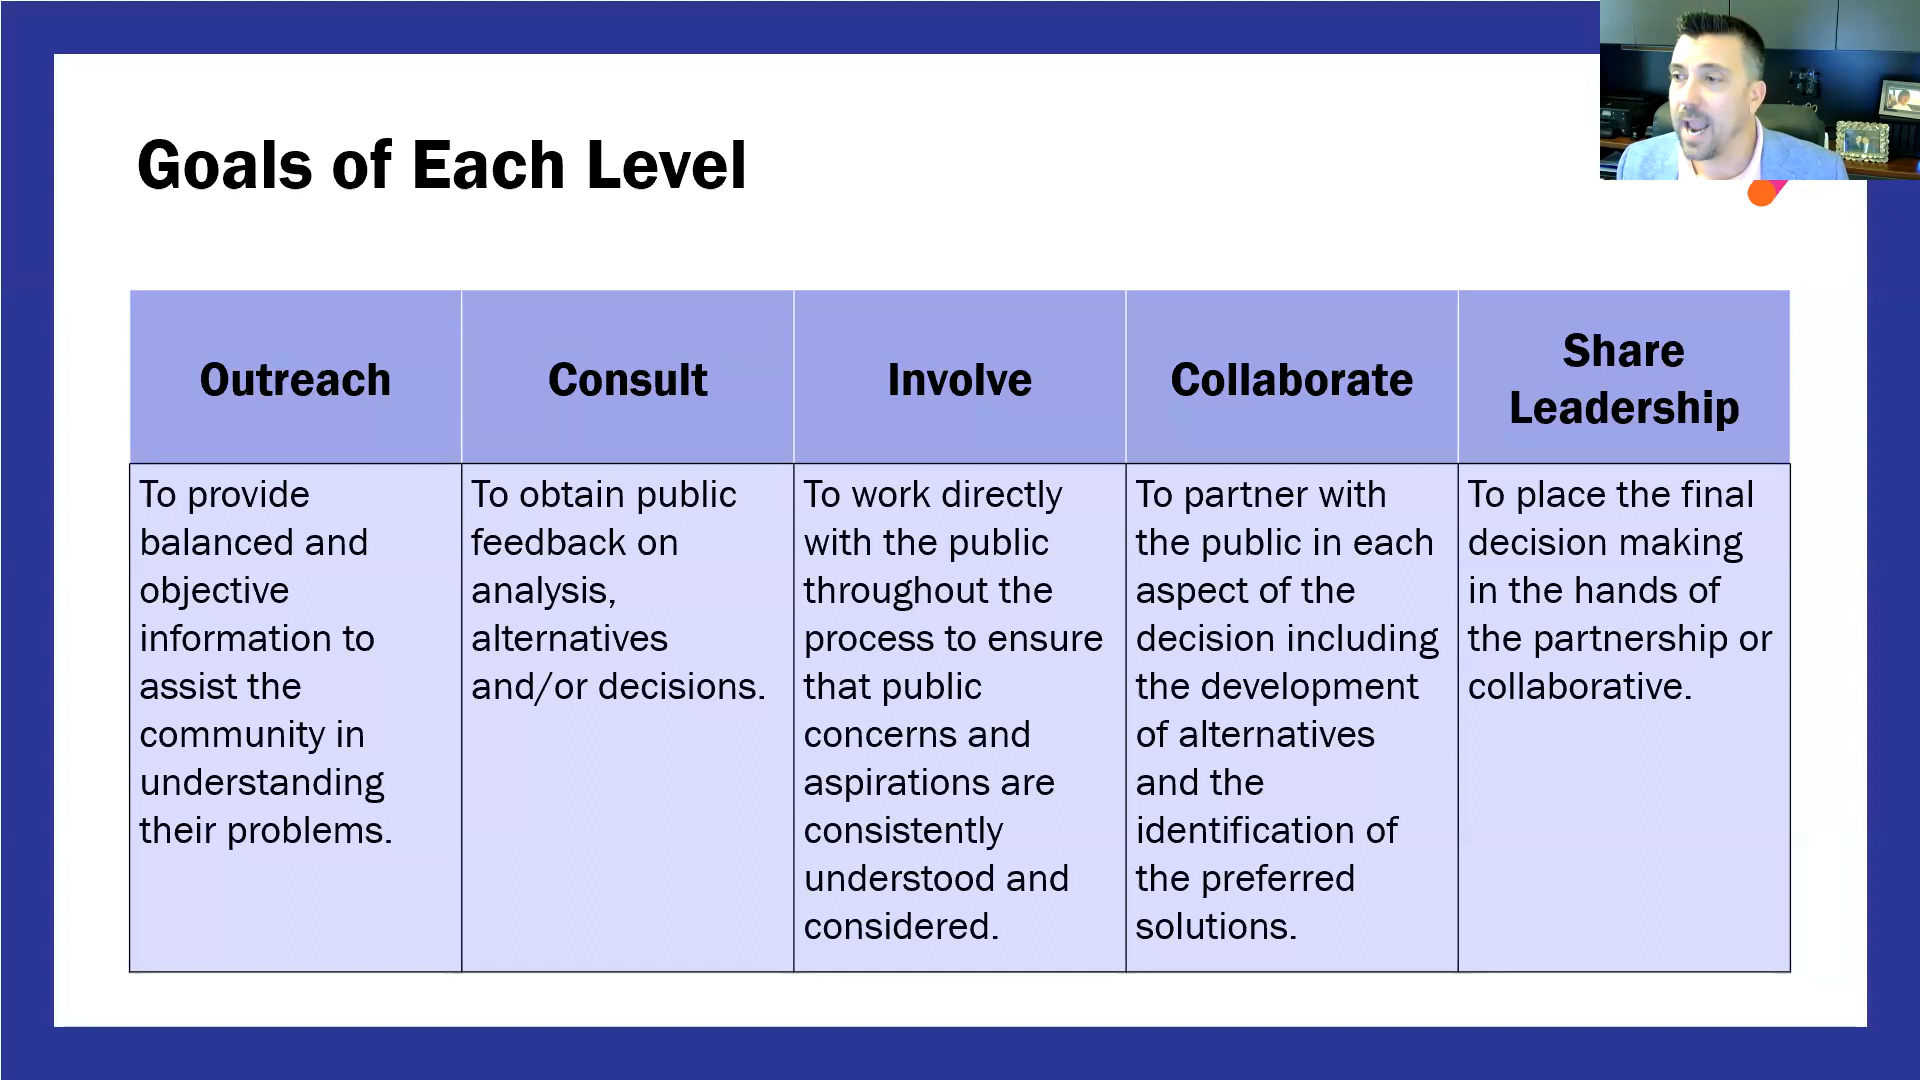 Goals of Each Level
Outreach
Consult
Involve
Collaborate
Share
Leadership
To provide
balanced and
objective
information to
assist the
community in
understanding
their problems.
To obtain public
feedback on
analysis,
alternatives
and/or decisions.
To work directly
with the public
throughout the
process to ensure
that public
concerns and
aspirations are
consistently
understood and
considered.
To partner with
the public in each
aspect of the
decision including
the development
of alternatives
and the
identification of
the preferred
solutions.
To place the final
decision making
in the hands of
the partnership or
collaborative.